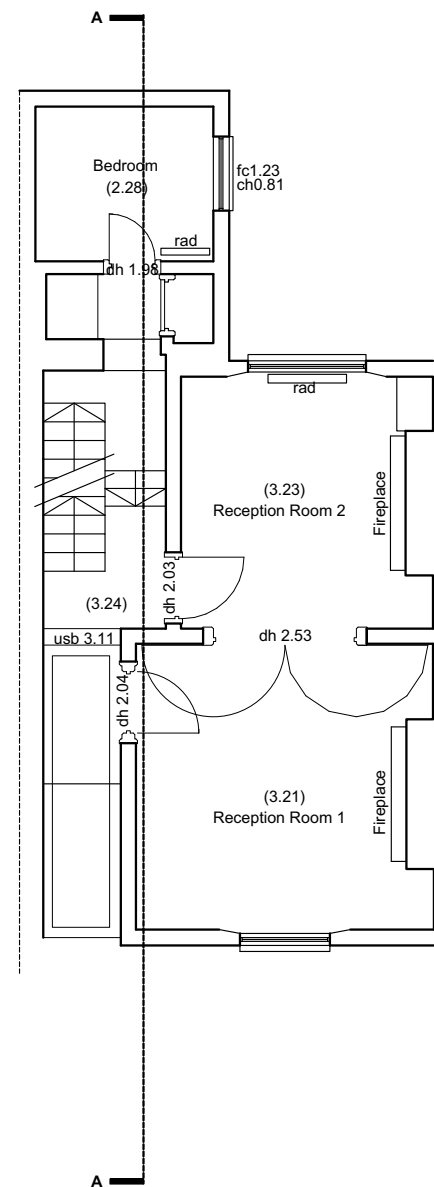 A
Bedroom
(2.28)
fc1.23
ch0.81
rad
dh 1.98
rad
(3.23)
Reception Room 2
Fireplace
dh 2.03
(3.24)
usb 3.11
dh 2.53
dh 2.04
(3.21)
Reception Room 1
Fireplace
A